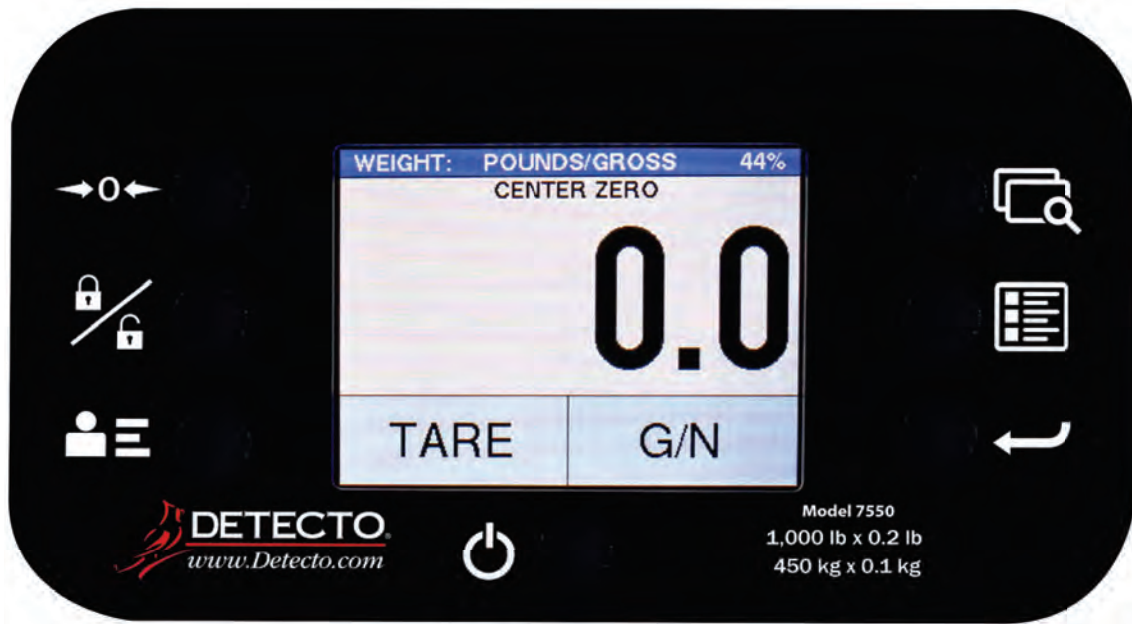 WEIGHT: POUNDS/GROSS 44%
CENTER ZERO
0.0
TARE G/N
→0←
DETECTO®
www.Detecto.com
Model 7550
1,000 lb x 0.2 lb
450 kg x 0.1 kg